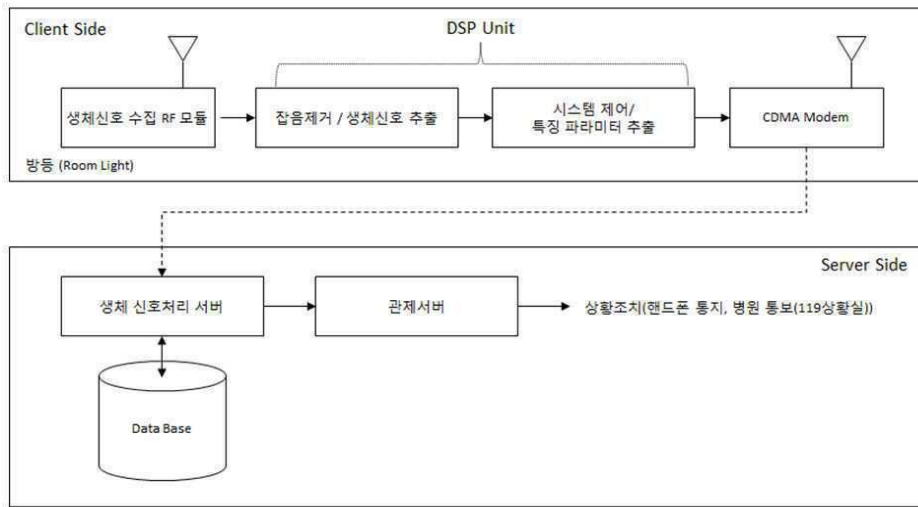 Client Side
DSP Unit
생체신호 수집 RF 모듈
잡음제거 / 생체신호 추출
시스템 제어/
특징 파라미터 추출
CDMA Modem
방등 (Room Light)
Server Side
생체 신호처리 서버
관제서버
상황조치(핸드폰 통지, 병원 통보(119상황실))
Data Base